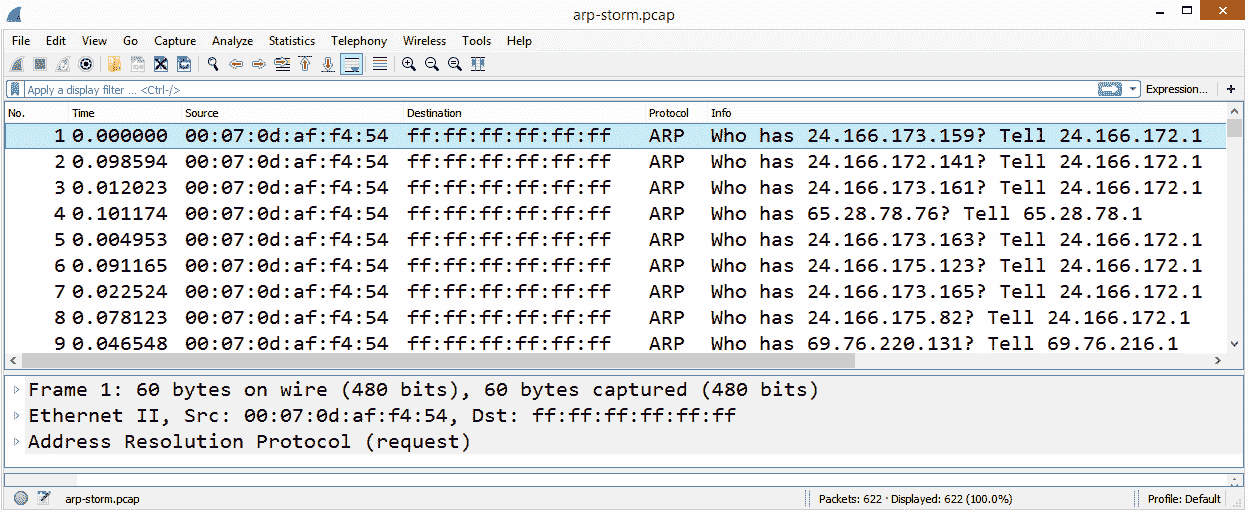 arp-storm.pcap
File Edit View Go Capture Analyze Statistics Telephony Wireless Tools Help
Apply a display filter ... <Ctrl-/> Expression... +
No. Time Source Destination Protocol Info
1 0.000000 00:07:0d:af:f4:54 ff:ff:ff:ff:ff:ff ARP Who has 24.166.173.159? Tell 24.166.172.1
2 0.098594 00:07:0d:af:f4:54 ff:ff:ff:ff:ff:ff ARP Who has 24.166.172.141? Tell 24.166.172.1
3 0.012023 00:07:0d:af:f4:54 ff:ff:ff:ff:ff:ff ARP Who has 24.166.173.161? Tell 24.166.172.1
4 0.101174 00:07:0d:af:f4:54 ff:ff:ff:ff:ff:ff ARP Who has 65.28.78.76? Tell 65.28.78.1
5 0.004953 00:07:0d:af:f4:54 ff:ff:ff:ff:ff:ff ARP Who has 24.166.173.163? Tell 24.166.172.1
6 0.091165 00:07:0d:af:f4:54 ff:ff:ff:ff:ff:ff ARP Who has 24.166.175.123? Tell 24.166.172.1
7 0.022524 00:07:0d:af:f4:54 ff:ff:ff:ff:ff:ff ARP Who has 24.166.173.165? Tell 24.166.172.1
8 0.078123 00:07:0d:af:f4:54 ff:ff:ff:ff:ff:ff ARP Who has 24.166.175.82? Tell 24.166.172.1
9 0.046548 00:07:0d:af:f4:54 ff:ff:ff:ff:ff:ff ARP Who has 69.76.220.131? Tell 69.76.216.1
Frame 1: 60 bytes on wire (480 bits), 60 bytes captured (480 bits)
Ethernet II, Src: 00:07:0d:af:f4:54, Dst: ff:ff:ff:ff:ff:ff
Address Resolution Protocol (request)
arp-storm.pcap Packets: 622 · Displayed: 622 (100.0%) Profile: Default